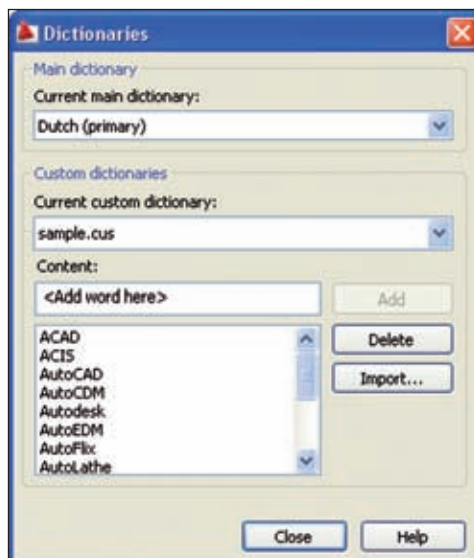 Dictionaries
Main dictionary
Current main dictionary:
Dutch (primary)
Custom dictionaries
Current custom dictionary:
sample.cus
Content:
<Add word here>
Add
ACAD
ACIS
AutoCAD
AutoCDM
Autodesk
AutoEDM
AutoFlix
AutoLathe
Delete
Import...
Close
Help